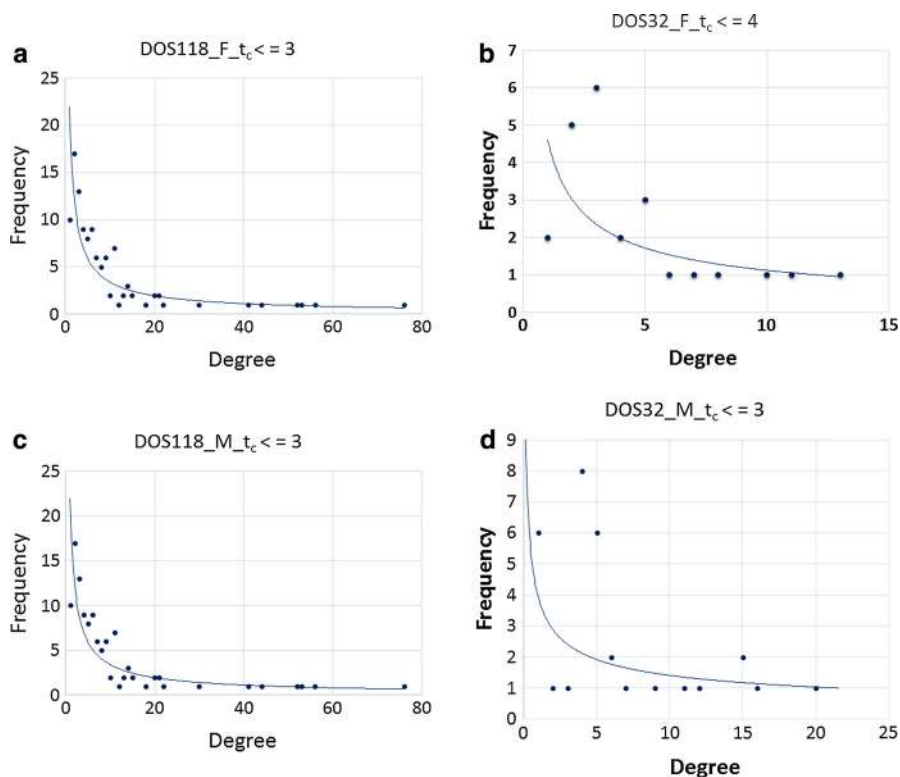 a
DOS118_F_tc < = 3
25
20
15
10
5
0
Frequency
0 20 40 60 80
Degree
b
DOS32_F_tc < = 4
7
6
5
4
3
2
1
0
Frequency
0 5 10 15
Degree
c
DOS118_M_tc < = 3
25
20
15
10
5
0
Frequency
0 20 40 60 80
Degree
d
DOS32_M_tc < = 3
9
8
7
6
5
4
3
2
1
0
Frequency
0 5 10 15 20 25
Degree